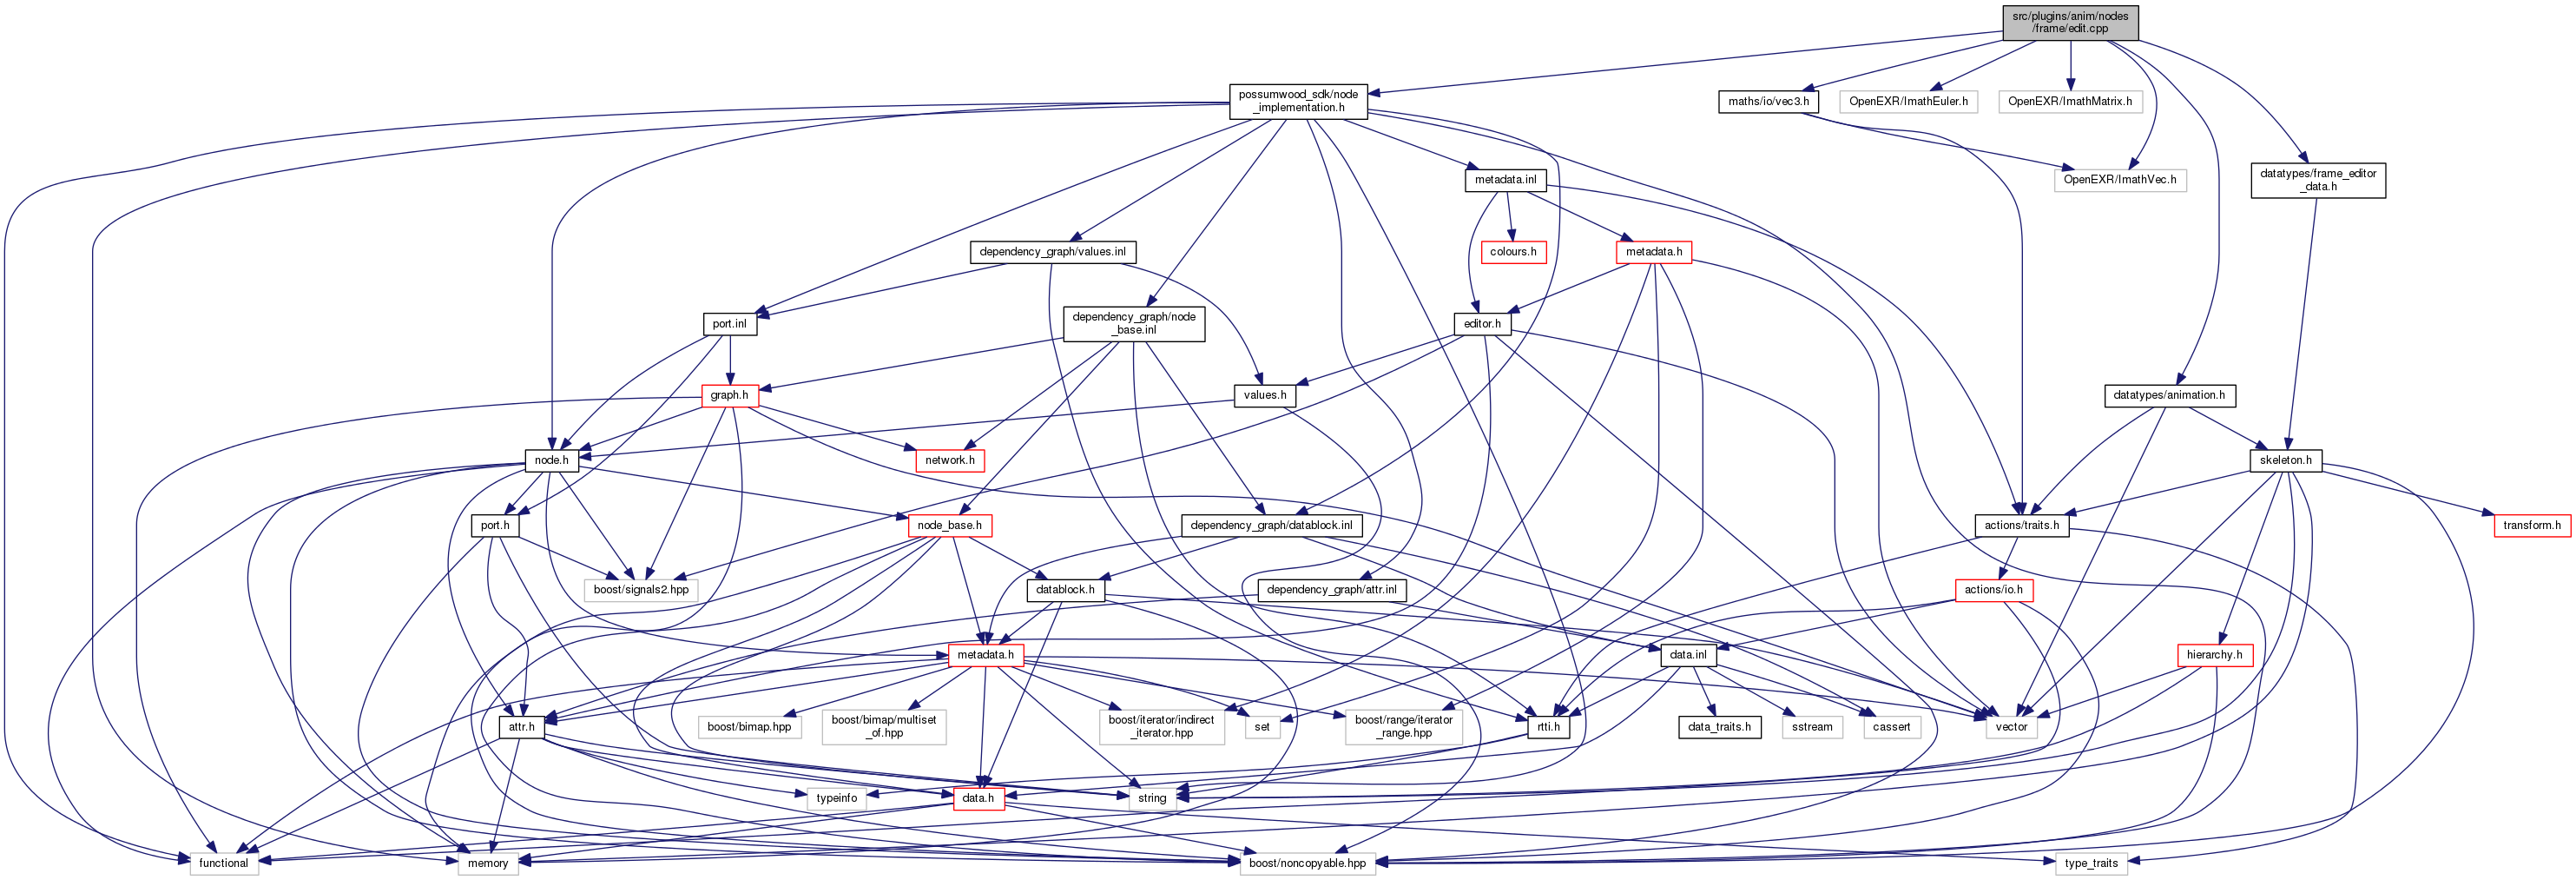 src/plugins/anim/nodes
/frame/edit.cpp
possumwood_sdk/node
_implementation.h
maths/io/vec3.h
OpenEXR/ImathEuler.h
OpenEXR/ImathMatrix.h
metadata.inl
OpenEXR/ImathVec.h
datatypes/frame_editor
_data.h
dependency_graph/values.inl
colours.h
metadata.h
port.inl
dependency_graph/node
_base.inl
editor.h
graph.h
values.h
datatypes/animation.h
node.h
network.h
skeleton.h
port.h
node_base.h
dependency_graph/datablock.inl
actions/traits.h
transform.h
boost/signals2.hpp
datablock.h
dependency_graph/attr.inl
actions/io.h
metadata.h
data.inl
hierarchy.h
attr.h
boost/bimap.hpp
boost/bimap/multiset
_of.hpp
boost/iterator/indirect
_iterator.hpp
set
boost/range/iterator
_range.hpp
rtti.h
data_traits.h
sstream
cassert
vector
typeinfo
data.h
string
functional
memory
boost/noncopyable.hpp
type_traits